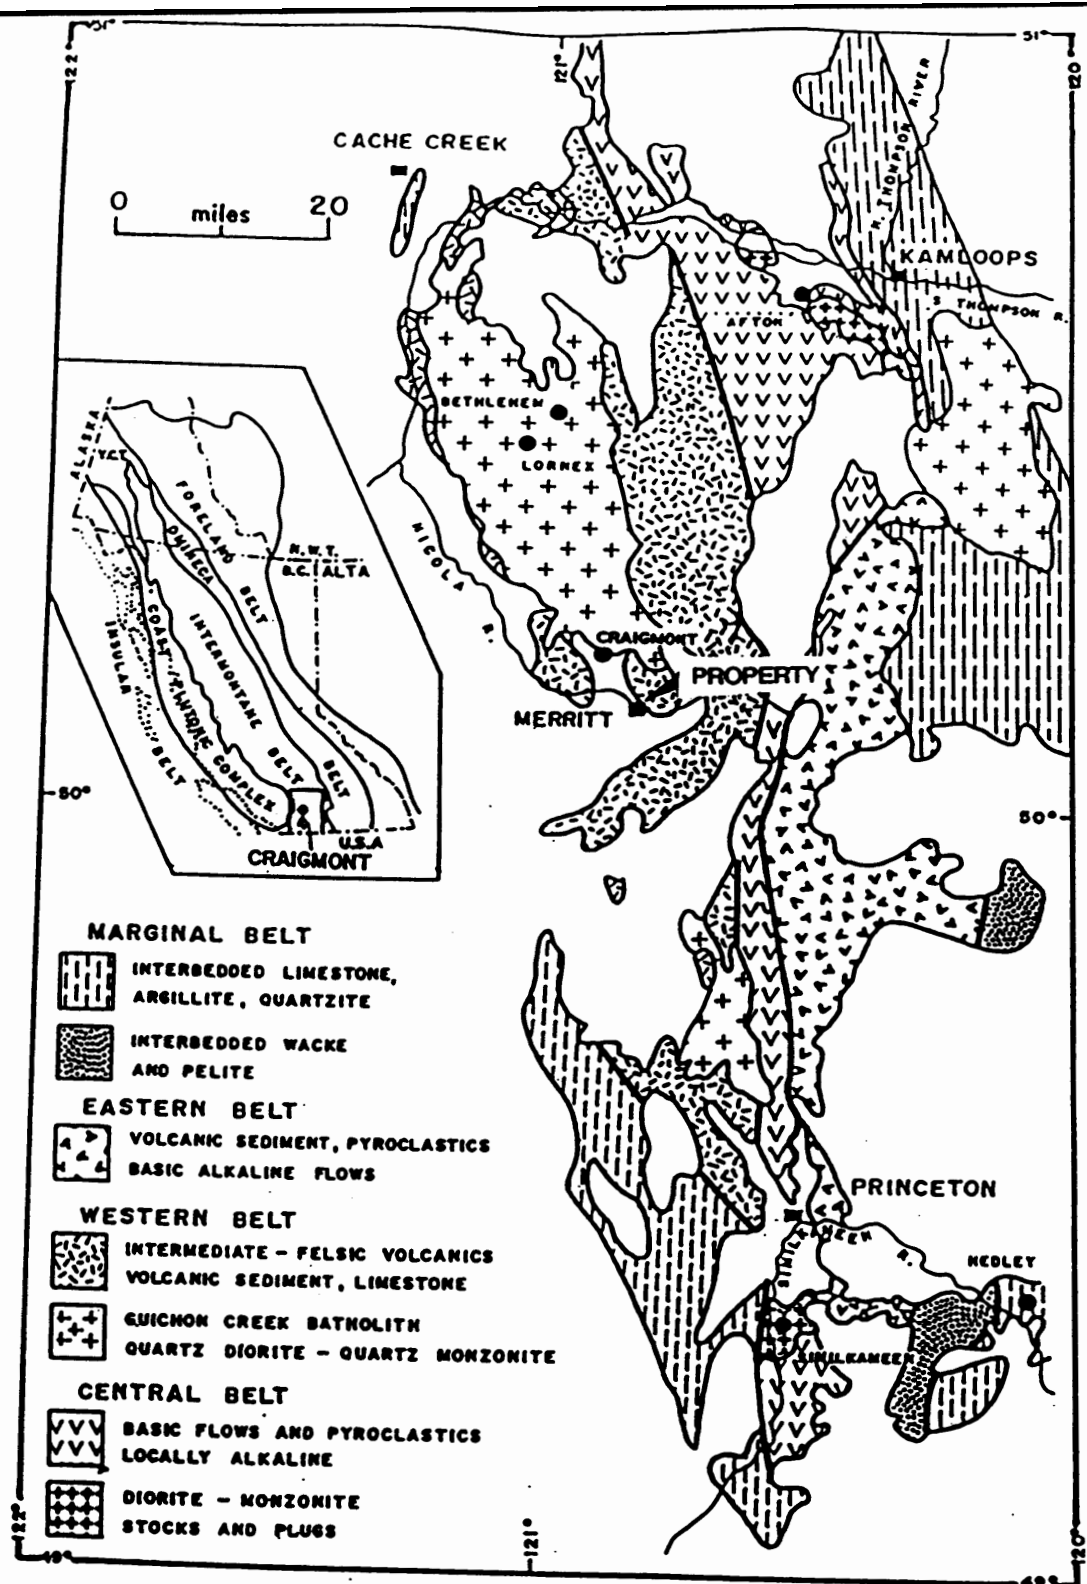 51°
51°
122°
121°
120°
CACHE CREEK
0 miles 20
N. THOMPSON RIVER
KAMLOOPS
S THOMPSON R.
AFTON
BETHLEHEM
LORNEX
NICOLA R.
CRAIGMONT
PROPERTY
MERRITT
ALASKA
Y.C.T.
FORELAND BELT
OMINECA BELT
N.W.T.
B.C. ALTA
INTERMONTANE BELT
COAST PLUTONIC COMPLEX
INSULAR BELT
U.S.A
CRAIGMONT
50°
50°
MARGINAL BELT
INTERBEDDED LIMESTONE,
ARGILLITE, QUARTZITE
INTERBEDDED WACKE
AND PELITE
EASTERN BELT
VOLCANIC SEDIMENT, PYROCLASTICS
BASIC ALKALINE FLOWS
WESTERN BELT
INTERMEDIATE - FELSIC VOLCANICS
VOLCANIC SEDIMENT, LIMESTONE
GUICHON CREEK BATHOLITH
QUARTZ DIORITE - QUARTZ MONZONITE
CENTRAL BELT
BASIC FLOWS AND PYROCLASTICS
LOCALLY ALKALINE
DIORITE - MONZONITE
STOCKS AND PLUGS
PRINCETON
SIMILKAMEEN R.
HEDLEY
SIMILKAMEEN
122°
49°
121°
120°
49°